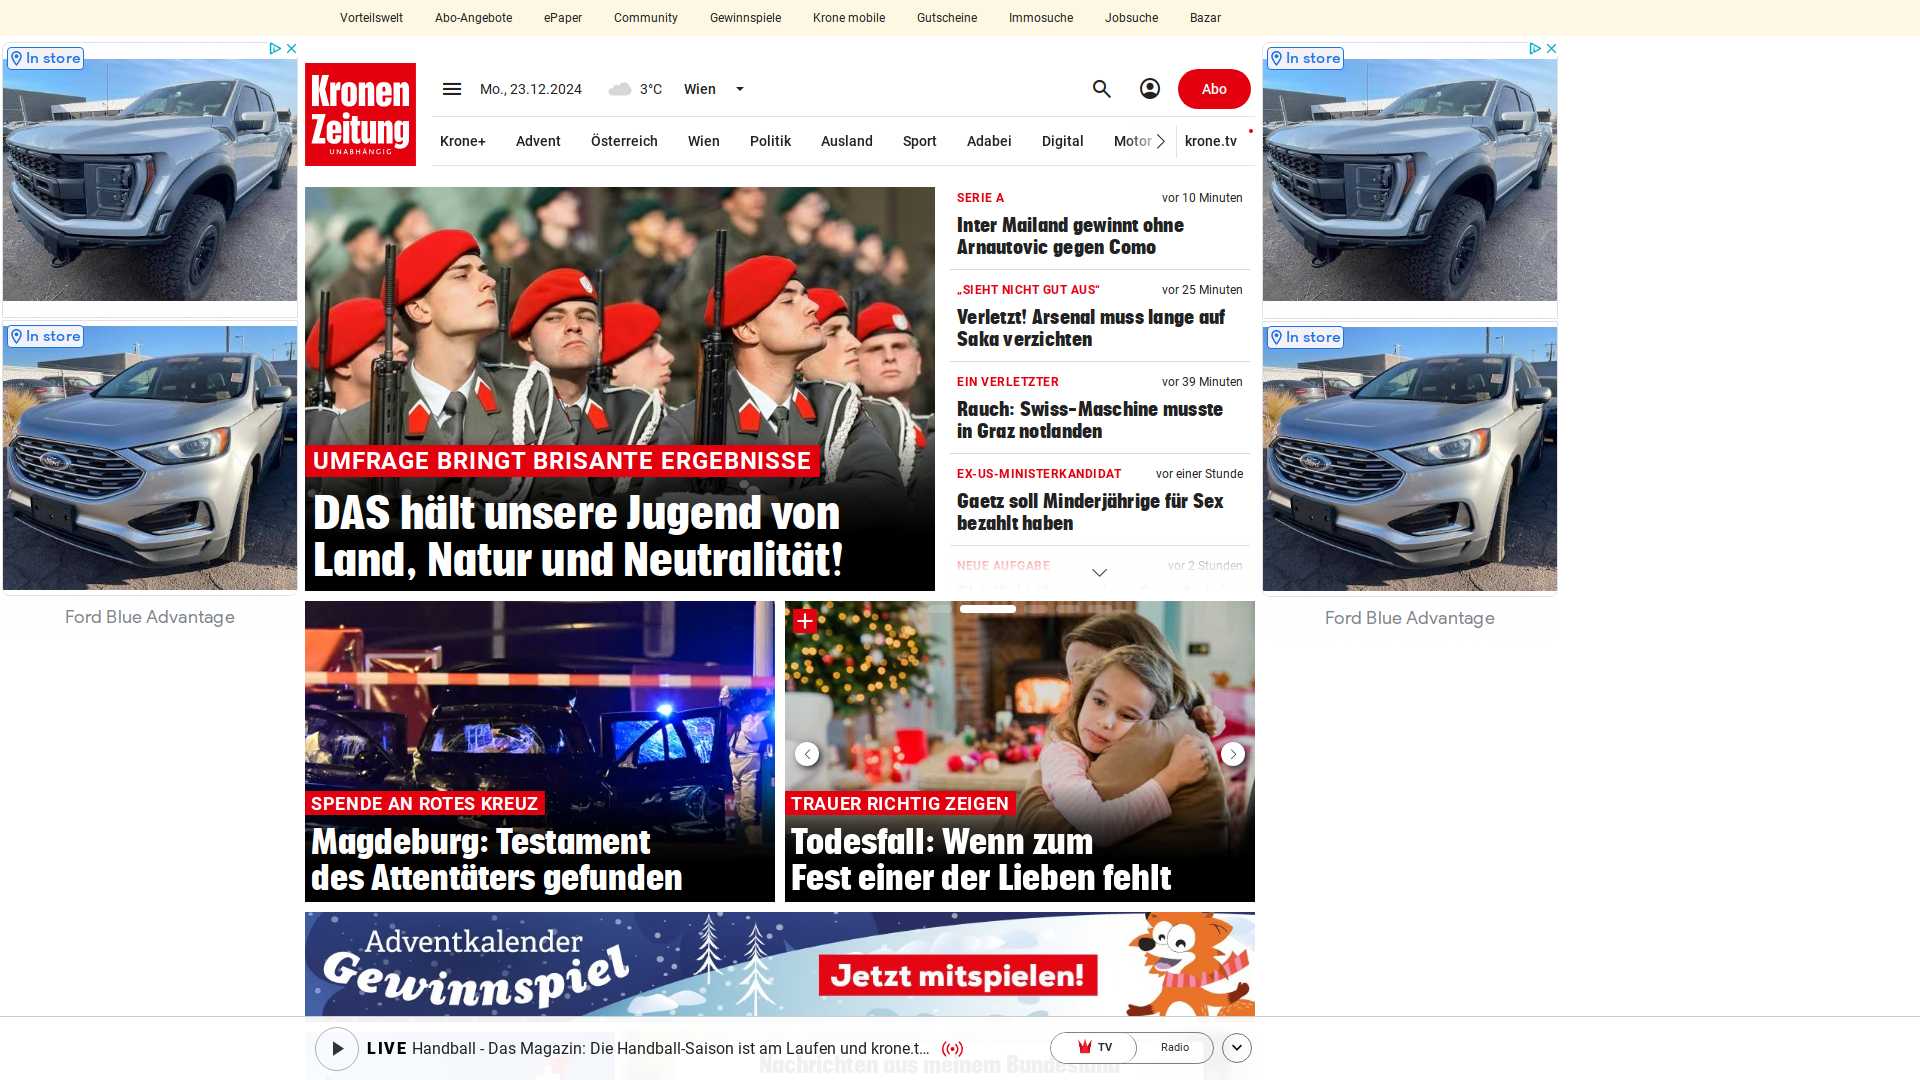 Vorteilswelt Abo-Angebote ePaper Community Gewinnspiele Krone mobile Gutscheine Immosuche Jobsuche Bazar
In store
In store
Kronen
Zeitung
UNABHÄNGIG
Mo., 23.12.2024 3°C Wien
Abo
Krone+ Advent Österreich Wien Politik Ausland Sport Adabei Digital Motor krone.tv
UMFRAGE BRINGT BRISANTE ERGEBNISSE
DAS hält unsere Jugend von
Land, Natur und Neutralität!
SERIE A vor 10 Minuten
Inter Mailand gewinnt ohne
Arnautovic gegen Como
„SIEHT NICHT GUT AUS“ vor 25 Minuten
Verletzt! Arsenal muss lange auf
Saka verzichten
EIN VERLETZTER vor 39 Minuten
Rauch: Swiss-Maschine musste
in Graz notlanden
EX-US-MINISTERKANDIDAT vor einer Stunde
Gaetz soll Minderjährige für Sex
bezahlt haben
NEUE AUFGABE vor 2 Stunden
In store
In store
Ford Blue Advantage
Ford Blue Advantage
SPENDE AN ROTES KREUZ
Magdeburg: Testament
des Attentäters gefunden
TRAUER RICHTIG ZEIGEN
Todesfall: Wenn zum
Fest einer der Lieben fehlt
Adventkalender
Gewinnspiel
Jetzt mitspielen!
LIVE Handball - Das Magazin: Die Handball-Saison ist am Laufen und krone.t...
TV Radio
Nachrichten aus meinem Bundesland